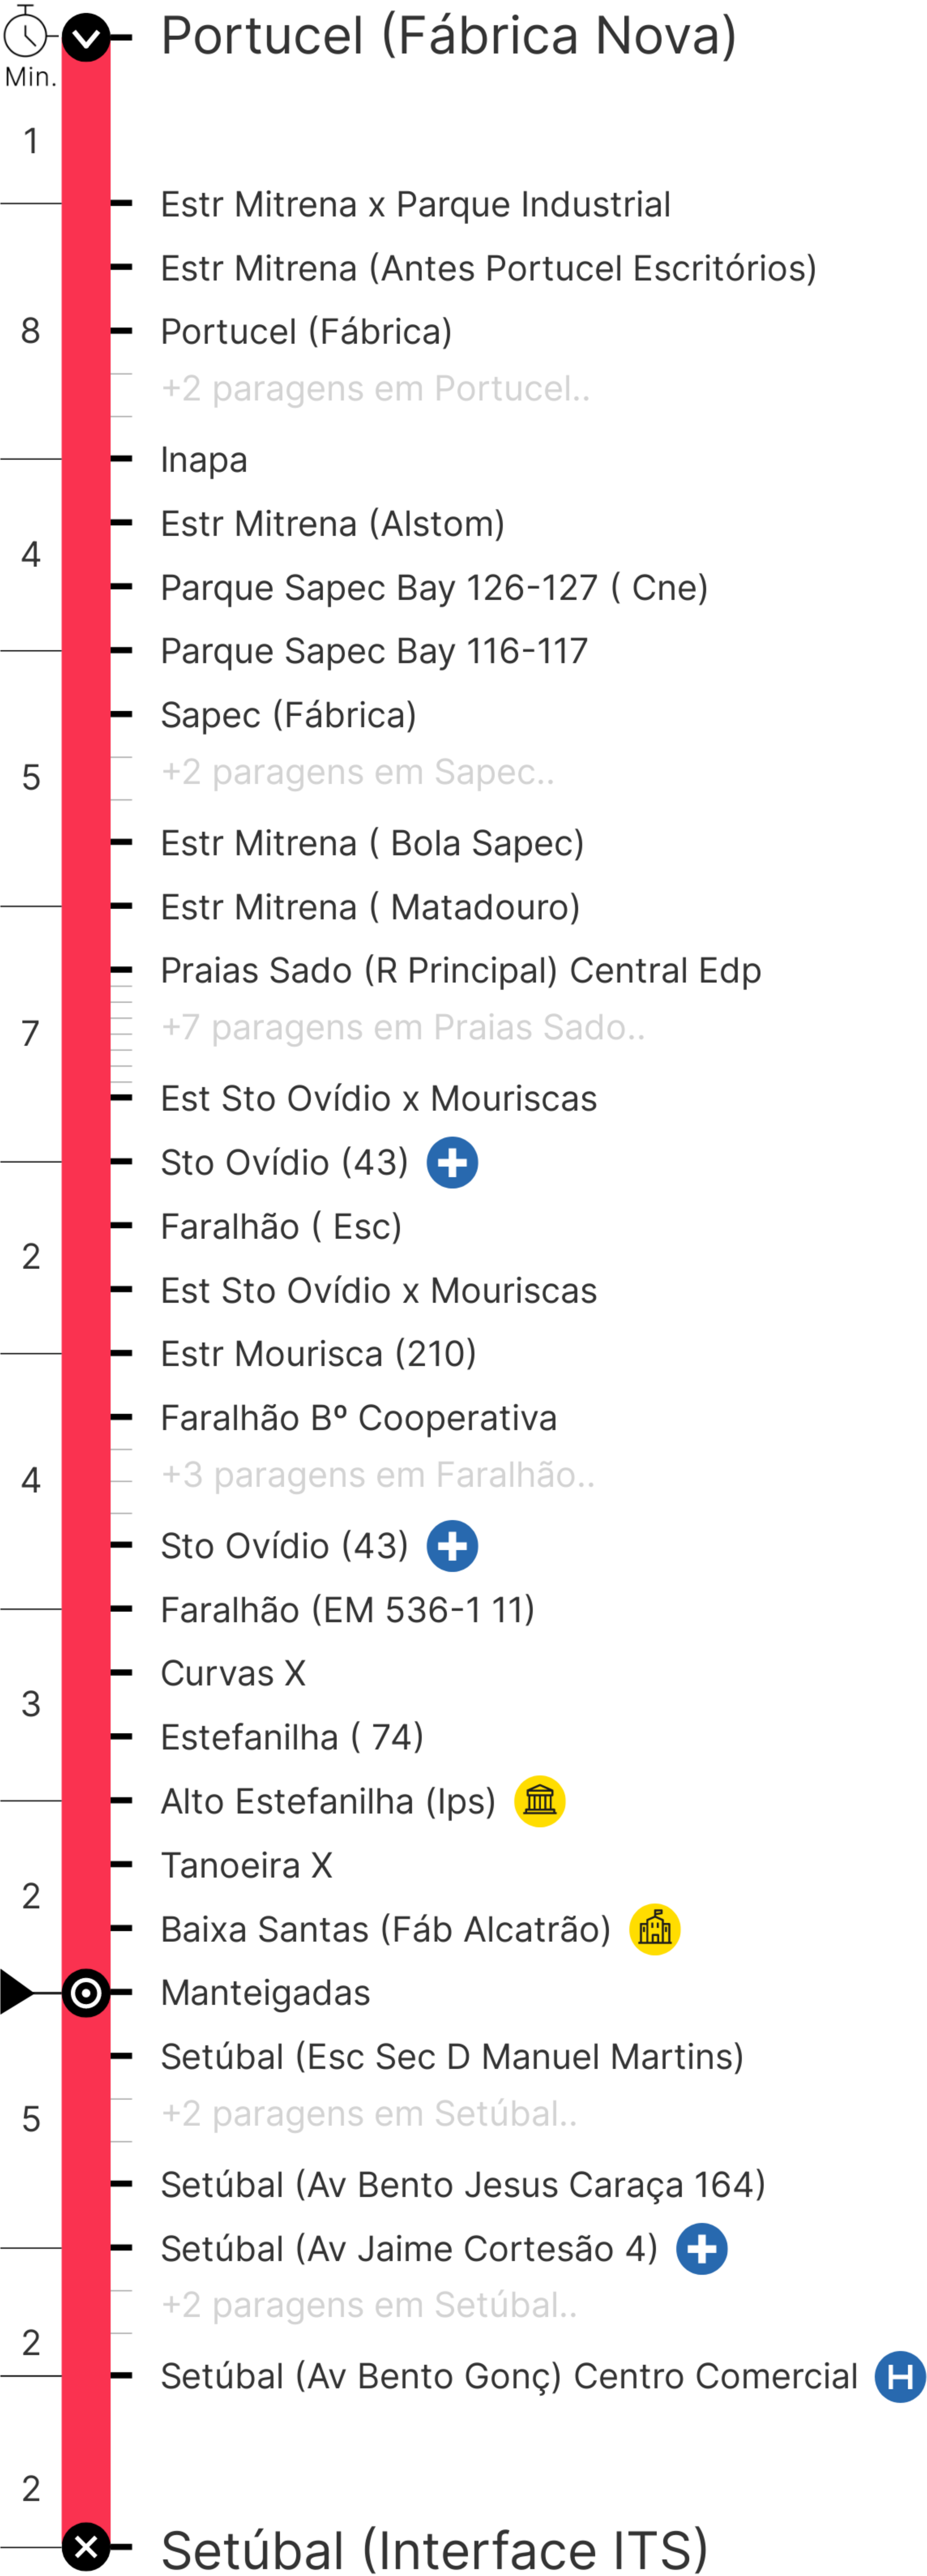 Portucel (Fábrica Nova)
Min.
1
Estr Mitrena x Parque Industrial
Estr Mitrena (Antes Portucel Escritórios)
8
Portucel (Fábrica)
+2 paragens em Portucel..
Inapa
Estr Mitrena (Alstom)
4
Parque Sapec Bay 126-127 ( Cne)
Parque Sapec Bay 116-117
Sapec (Fábrica)
5
+2 paragens em Sapec..
Estr Mitrena ( Bola Sapec)
Estr Mitrena ( Matadouro)
Praias Sado (R Principal) Central Edp
7
+7 paragens em Praias Sado..
Est Sto Ovídio x Mouriscas
Sto Ovídio (43)
Faralhão ( Esc)
2
Est Sto Ovídio x Mouriscas
Estr Mourisca (210)
Faralhão Bº Cooperativa
4
+3 paragens em Faralhão..
Sto Ovídio (43)
Faralhão (EM 536-1 11)
Curvas X
3
Estefanilha ( 74)
Alto Estefanilha (Ips)
Tanoeira X
2
Baixa Santas (Fáb Alcatrão)
Manteigadas
Setúbal (Esc Sec D Manuel Martins)
5
+2 paragens em Setúbal..
Setúbal (Av Bento Jesus Caraça 164)
Setúbal (Av Jaime Cortesão 4)
+2 paragens em Setúbal..
2
Setúbal (Av Bento Gonç) Centro Comercial H
2
Setúbal (Interface ITS)